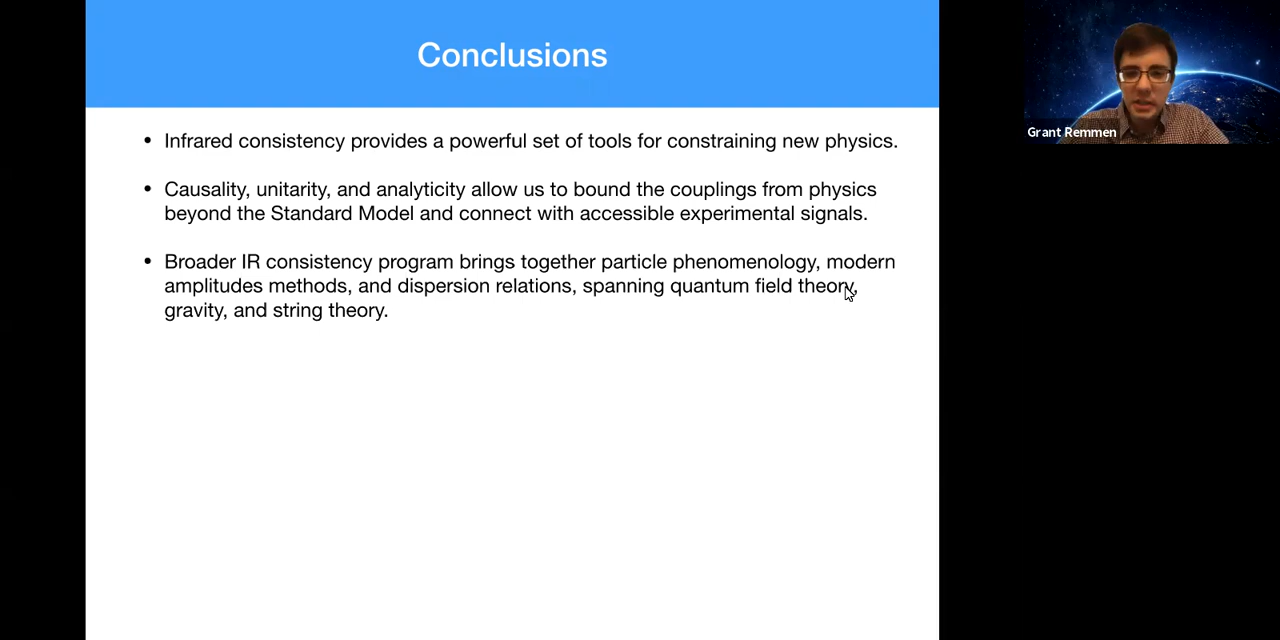 Conclusions
• Infrared consistency provides a powerful set of tools for constraining new physics.
• Causality, unitarity, and analyticity allow us to bound the couplings from physics
beyond the Standard Model and connect with accessible experimental signals.
• Broader IR consistency program brings together particle phenomenology, modern
amplitudes methods, and dispersion relations, spanning quantum field theory,
gravity, and string theory.
Grant Remmen